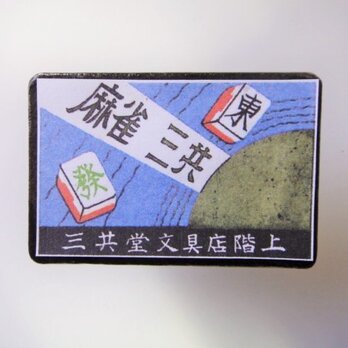 麻雀 三共
東
發
三共堂文具店階上